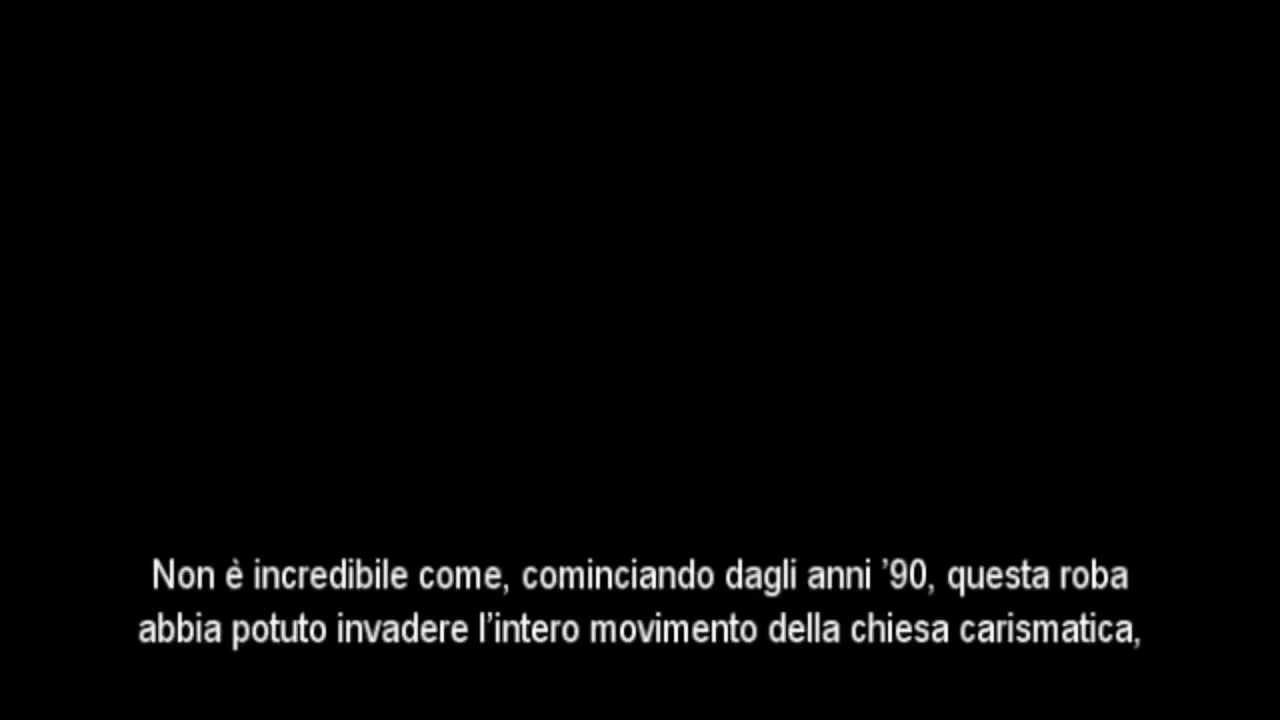 Non è incredibile come, cominciando dagli anni ’90, questa roba
abbia potuto invadere l’intero movimento della chiesa carismatica,